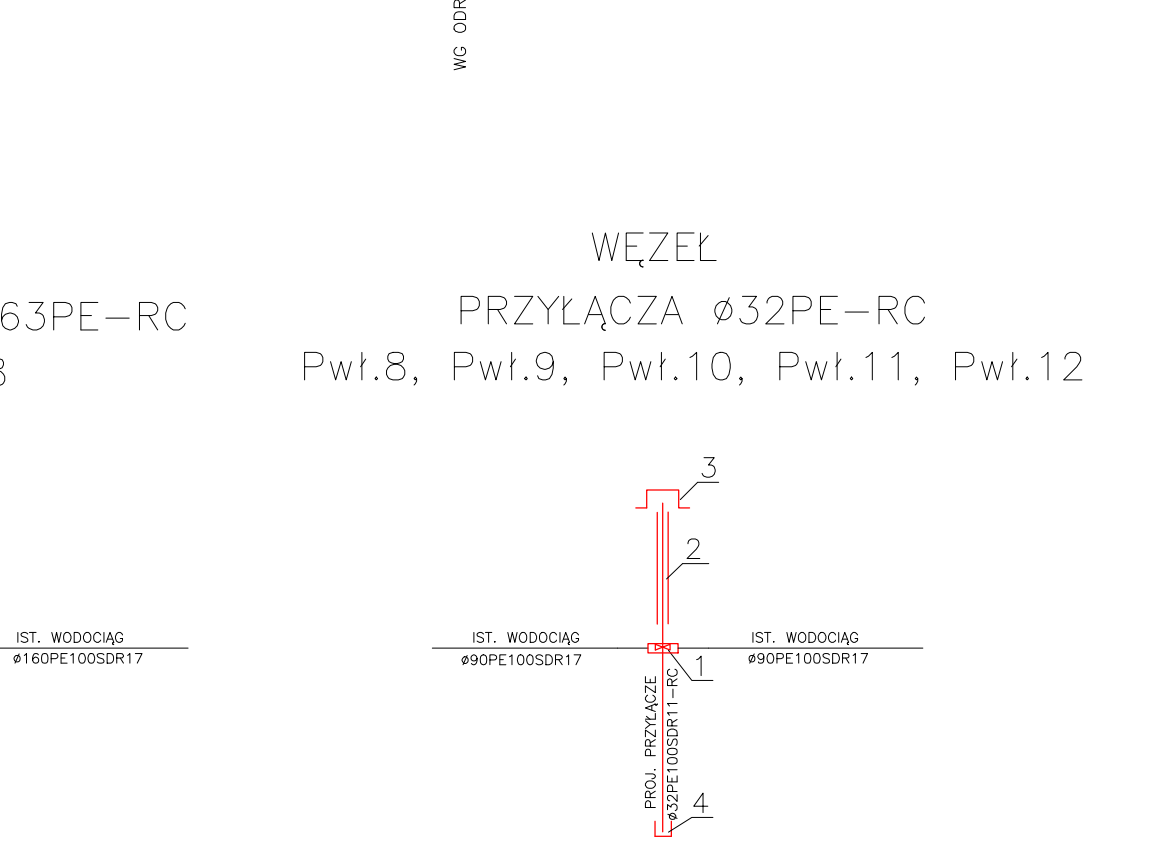 WG ODR
63PE-RC
WĘZEŁ
PRZYŁĄCZA ø32PE-RC
Pwł.8, Pwł.9, Pwł.10, Pwł.11, Pwł.12
3
2
IST. WODOCIĄG
ø160PE100SDR17
IST. WODOCIĄG
ø90PE100SDR17
IST. WODOCIĄG
ø90PE100SDR17
1
PROJ. PRZYŁĄCZE
ø32PE100SDR11-RC
4